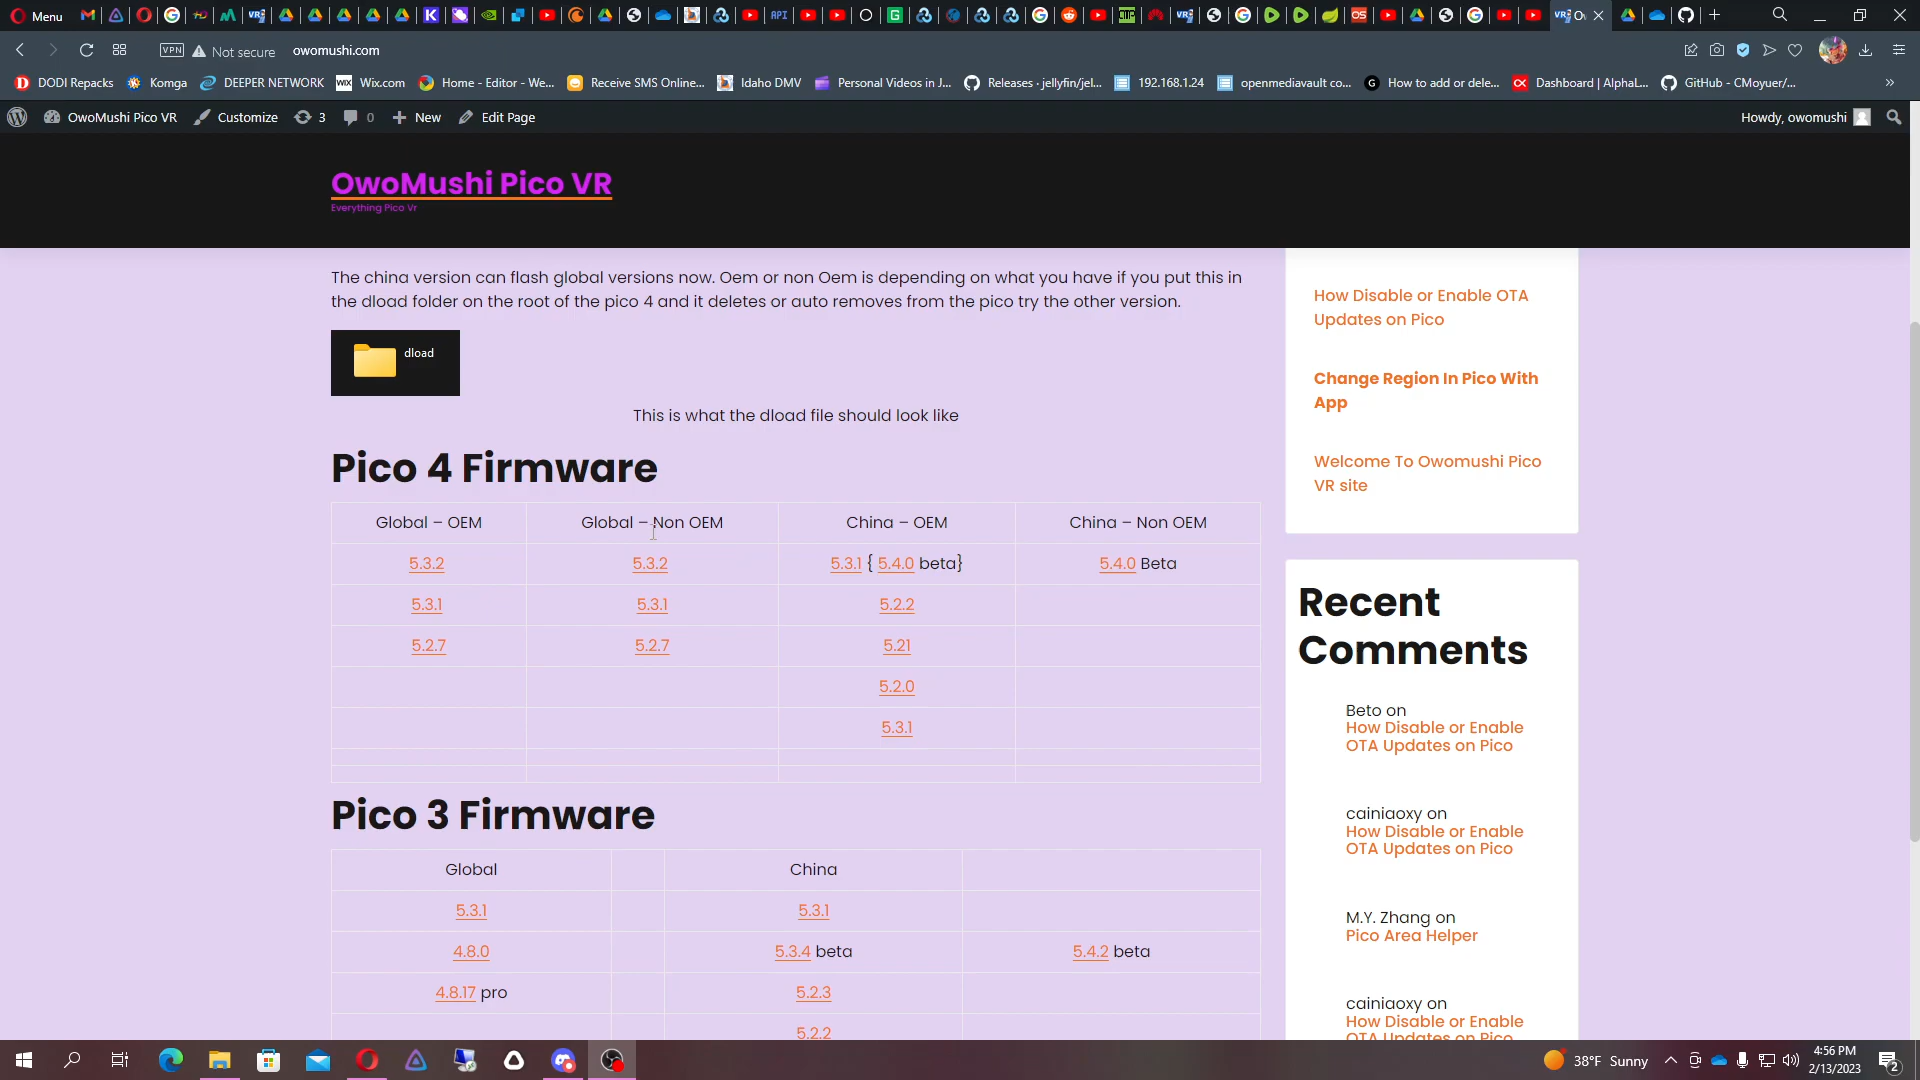 Menu
API
VPN
Not secure
owomushi.com
DODI Repacks
Komga
DEEPER NETWORK
WIX
Wix.com
Home - Editor - We...
Receive SMS Online...
Idaho DMV
Personal Videos in J...
Releases · jellyfin/jel...
192.168.1.24
openmediavault co...
How to add or dele...
Dashboard | AlphaL...
GitHub - CMoyuer/...
OwoMushi Pico VR
Customize
3
0
New
Edit Page
Howdy, owomushi
OwoMushi Pico VR
Everything Pico Vr
The china version can flash global versions now. Oem or non Oem is depending on what you have if you put this in
the dload folder on the root of the pico 4 and it deletes or auto removes from the pico try the other version.
dload
This is what the dload file should look like
Pico 4 Firmware
Global – OEM
Global – Non OEM
China – OEM
China – Non OEM
5.3.2
5.3.2
5.3.1 { 5.4.0 beta}
5.4.0 Beta
5.3.1
5.3.1
5.2.2
5.2.7
5.2.7
5.21
5.2.0
5.3.1
Pico 3 Firmware
Global
China
5.3.1
5.3.1
4.8.0
5.3.4 beta
5.4.2 beta
4.8.17 pro
5.2.3
5.2.2
How Disable or Enable OTA
Updates on Pico
Change Region In Pico With
App
Welcome To Owomushi Pico
VR site
Recent
Comments
Beto on
How Disable or Enable
OTA Updates on Pico
cainiaoxy on
How Disable or Enable
OTA Updates on Pico
M.Y. Zhang on
Pico Area Helper
cainiaoxy on
How Disable or Enable
OTA Updates on Pico
38°F Sunny
4:56 PM
2/13/2023
2